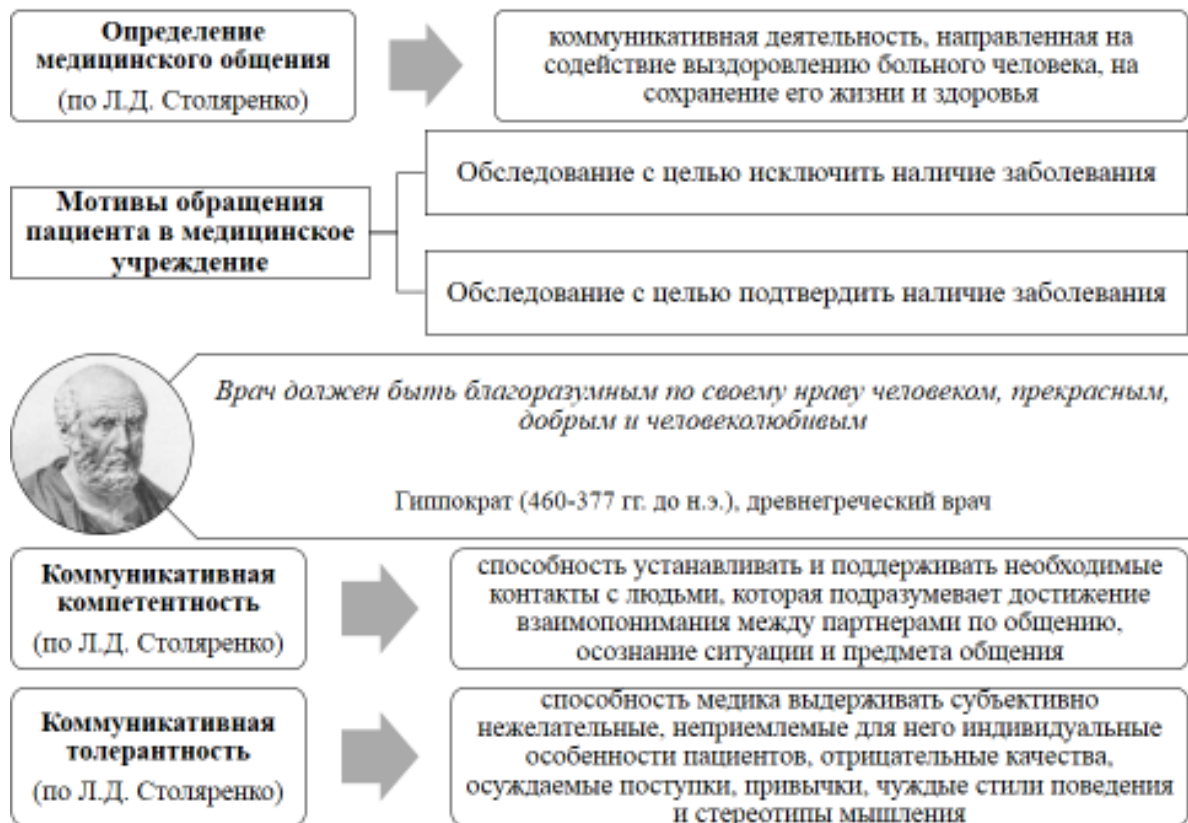 Определение
медицинского общения
(по Л.Д. Столяренко)
коммуникативная деятельность, направленная на
содействие выздоровлению больного человека, на
сохранение его жизни и здоровья
Мотивы обращения
пациента в медицинское
учреждение
Обследование с целью исключить наличие заболевания
Обследование с целью подтвердить наличие заболевания
Врач должен быть благоразумным по своему нраву человеком, прекрасным,
добрым и человеколюбивым
Гиппократ (460-377 гг. до н.э.), древнегреческий врач
Коммуникативная
компетентность
(по Л.Д. Столяренко)
способность устанавливать и поддерживать необходимые
контакты с людьми, которая подразумевает достижение
взаимопонимания между партнерами по общению,
осознание ситуации и предмета общения
Коммуникативная
толерантность
(по Л.Д. Столяренко)
способность медика выдерживать субъективно
нежелательные, неприемлемые для него индивидуальные
особенности пациентов, отрицательные качества,
осуждаемые поступки, привычки, чуждые стили поведения
и стереотипы мышления